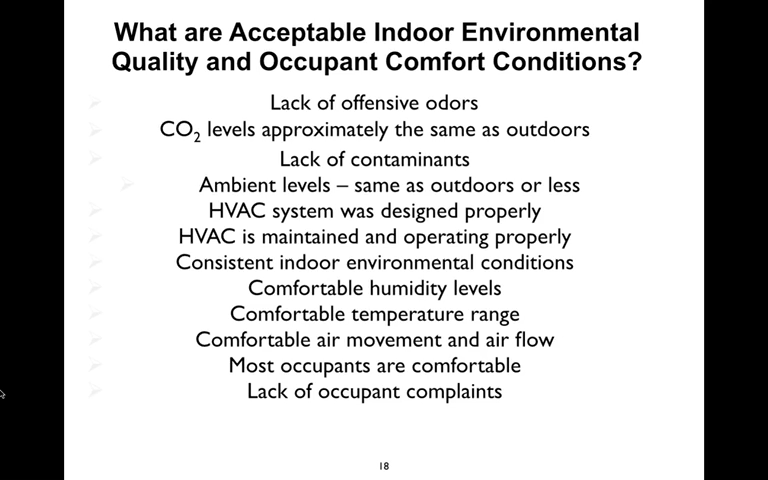 What are Acceptable Indoor Environmental
Quality and Occupant Comfort Conditions?
Lack of offensive odors
CO₂ levels approximately the same as outdoors
Lack of contaminants
Ambient levels – same as outdoors or less
HVAC system was designed properly
HVAC is maintained and operating properly
Consistent indoor environmental conditions
Comfortable humidity levels
Comfortable temperature range
Comfortable air movement and air flow
Most occupants are comfortable
Lack of occupant complaints
18